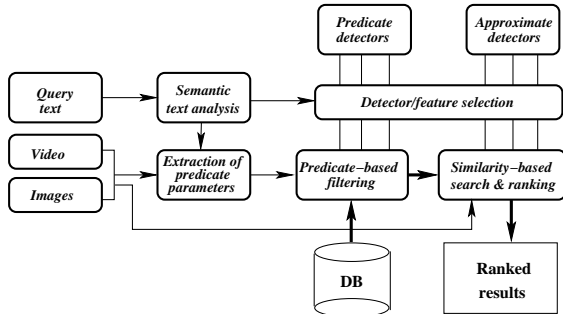 Predicate
detectors
Approximate
detectors
Query
text
Semantic
text analysis
Detector/feature selection
Video
Images
Extraction of
predicate
parameters
Predicate-based
filtering
Similarity-based
search & ranking
DB
Ranked
results